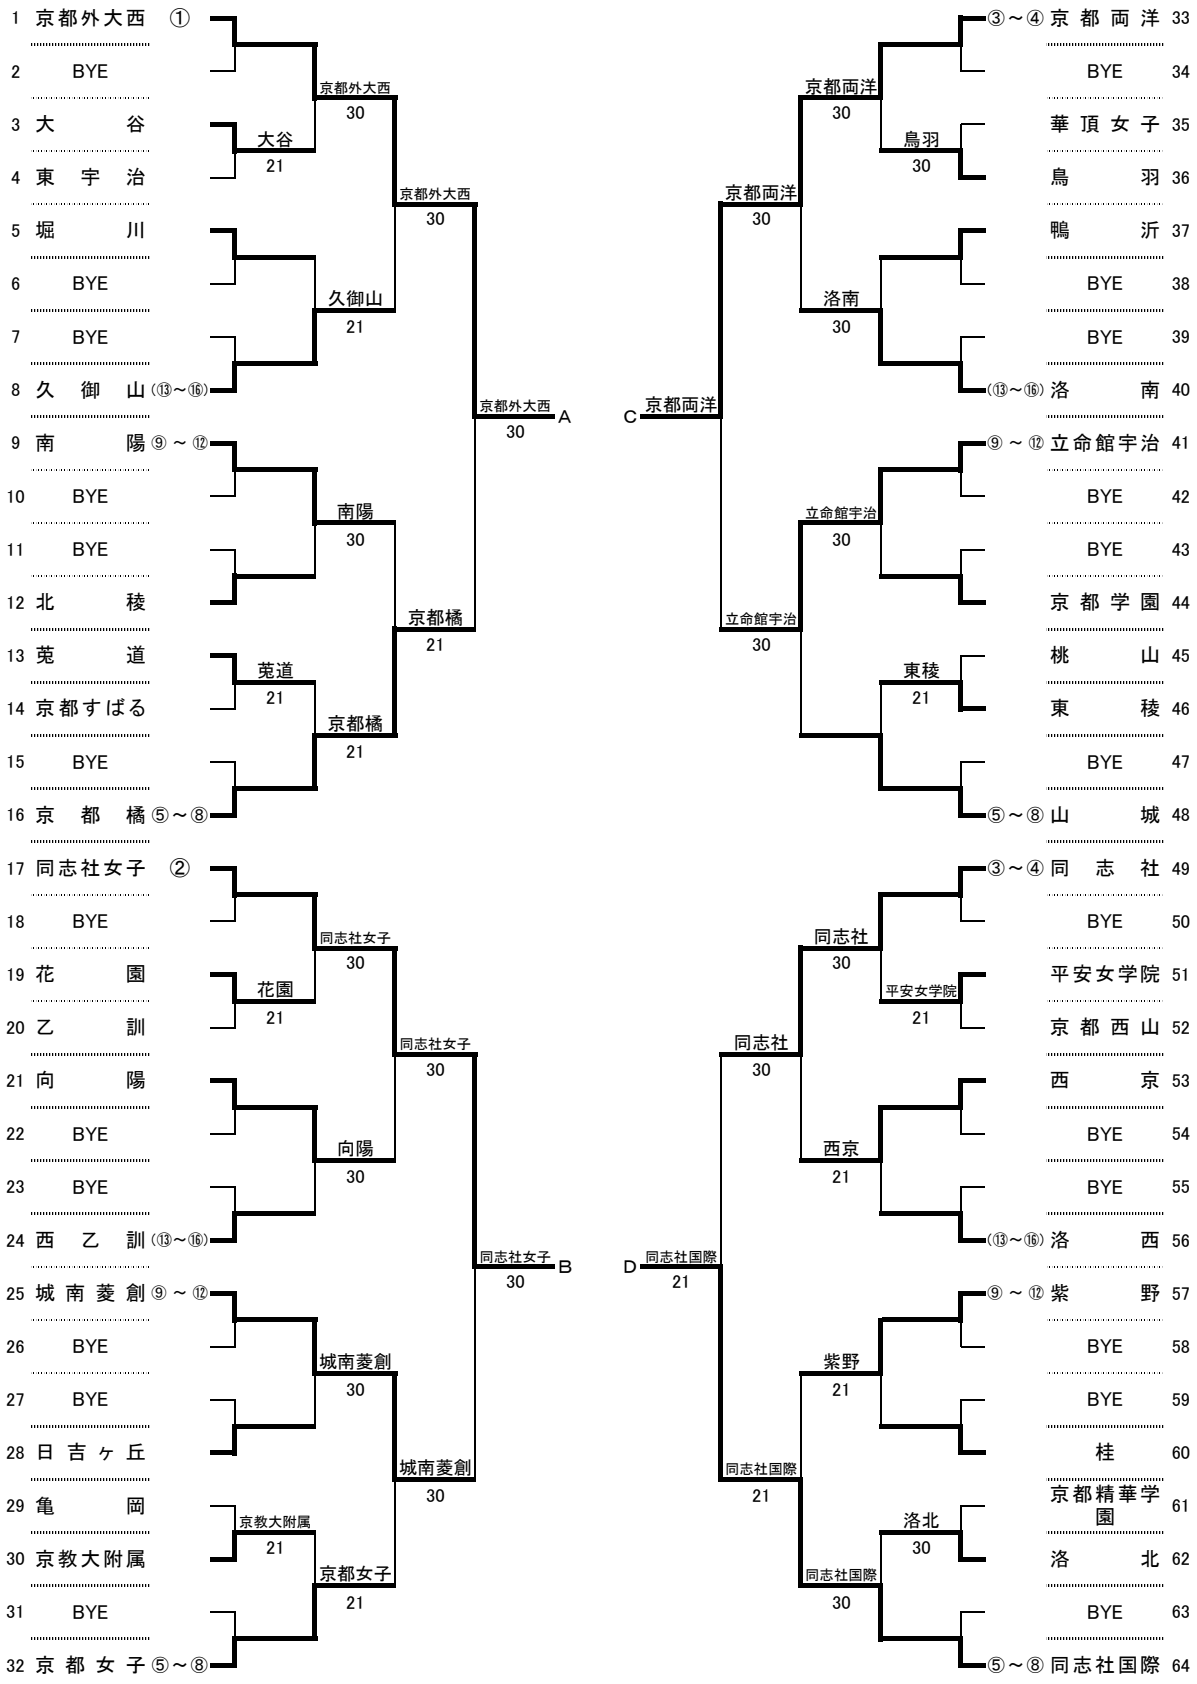 1 京都外大西 ①
2 BYE
京都外大西
30
3 大谷
大谷
21
4 東宇治
京都外大西
30
5 堀川
6 BYE
久御山
21
7 BYE
8 久御山 (⑬～⑯)
京都外大西 A
30
9 南陽 ⑨～⑫
10 BYE
南陽
30
11 BYE
12 北稜
京都橘
21
13 莵道
莵道
21
14 京都すばる
京都橘
21
15 BYE
16 京都橘 ⑤～⑧
17 同志社女子 ②
18 BYE
同志社女子
30
19 花園
花園
21
20 乙訓
同志社女子
30
21 向陽
22 BYE
向陽
30
23 BYE
24 西乙訓 (⑬～⑯)
同志社女子 B
30
25 城南菱創 ⑨～⑫
26 BYE
城南菱創
30
27 BYE
28 日吉ヶ丘
城南菱創
30
29 亀岡
京教大附属
21
30 京教大附属
京都女子
21
31 BYE
32 京都女子 ⑤～⑧
③～④ 京都両洋 33
BYE 34
京都両洋
30
華頂女子 35
鳥羽
30
鳥羽 36
京都両洋
30
鴨沂 37
BYE 38
洛南
30
BYE 39
(⑬～⑯) 洛南 40
C 京都両洋
⑨～⑫ 立命館宇治 41
BYE 42
立命館宇治
30
BYE 43
京都学園 44
立命館宇治
30
桃山 45
東稜
21
東稜 46
BYE 47
⑤～⑧ 山城 48
③～④ 同志社 49
BYE 50
同志社
30
平安女学院 51
平安女学院
21
京都西山 52
同志社
30
西京 53
BYE 54
西京
21
BYE 55
(⑬～⑯) 洛西 56
D 同志社国際
21
⑨～⑫ 紫野 57
BYE 58
紫野
21
BYE 59
桂 60
同志社国際
21
京都精華学
園 61
洛北
30
洛北 62
同志社国際
30
BYE 63
⑤～⑧ 同志社国際 64